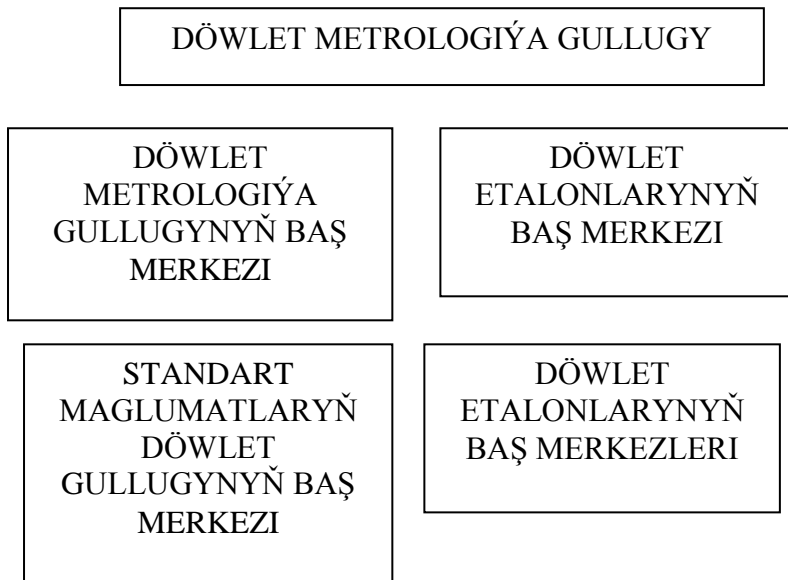 DÖWLET METROLOGIÝA GULLUGY
DÖWLET
METROLOGIÝA
GULLUGYNYŇ BAŞ
MERKEZI
DÖWLET
ETALONLARYNYŇ
BAŞ MERKEZI
STANDART
MAGLUMATLARYŇ
DÖWLET
GULLUGYNYŇ BAŞ
MERKEZI
DÖWLET
ETALONLARYNYŇ
BAŞ MERKEZLERI